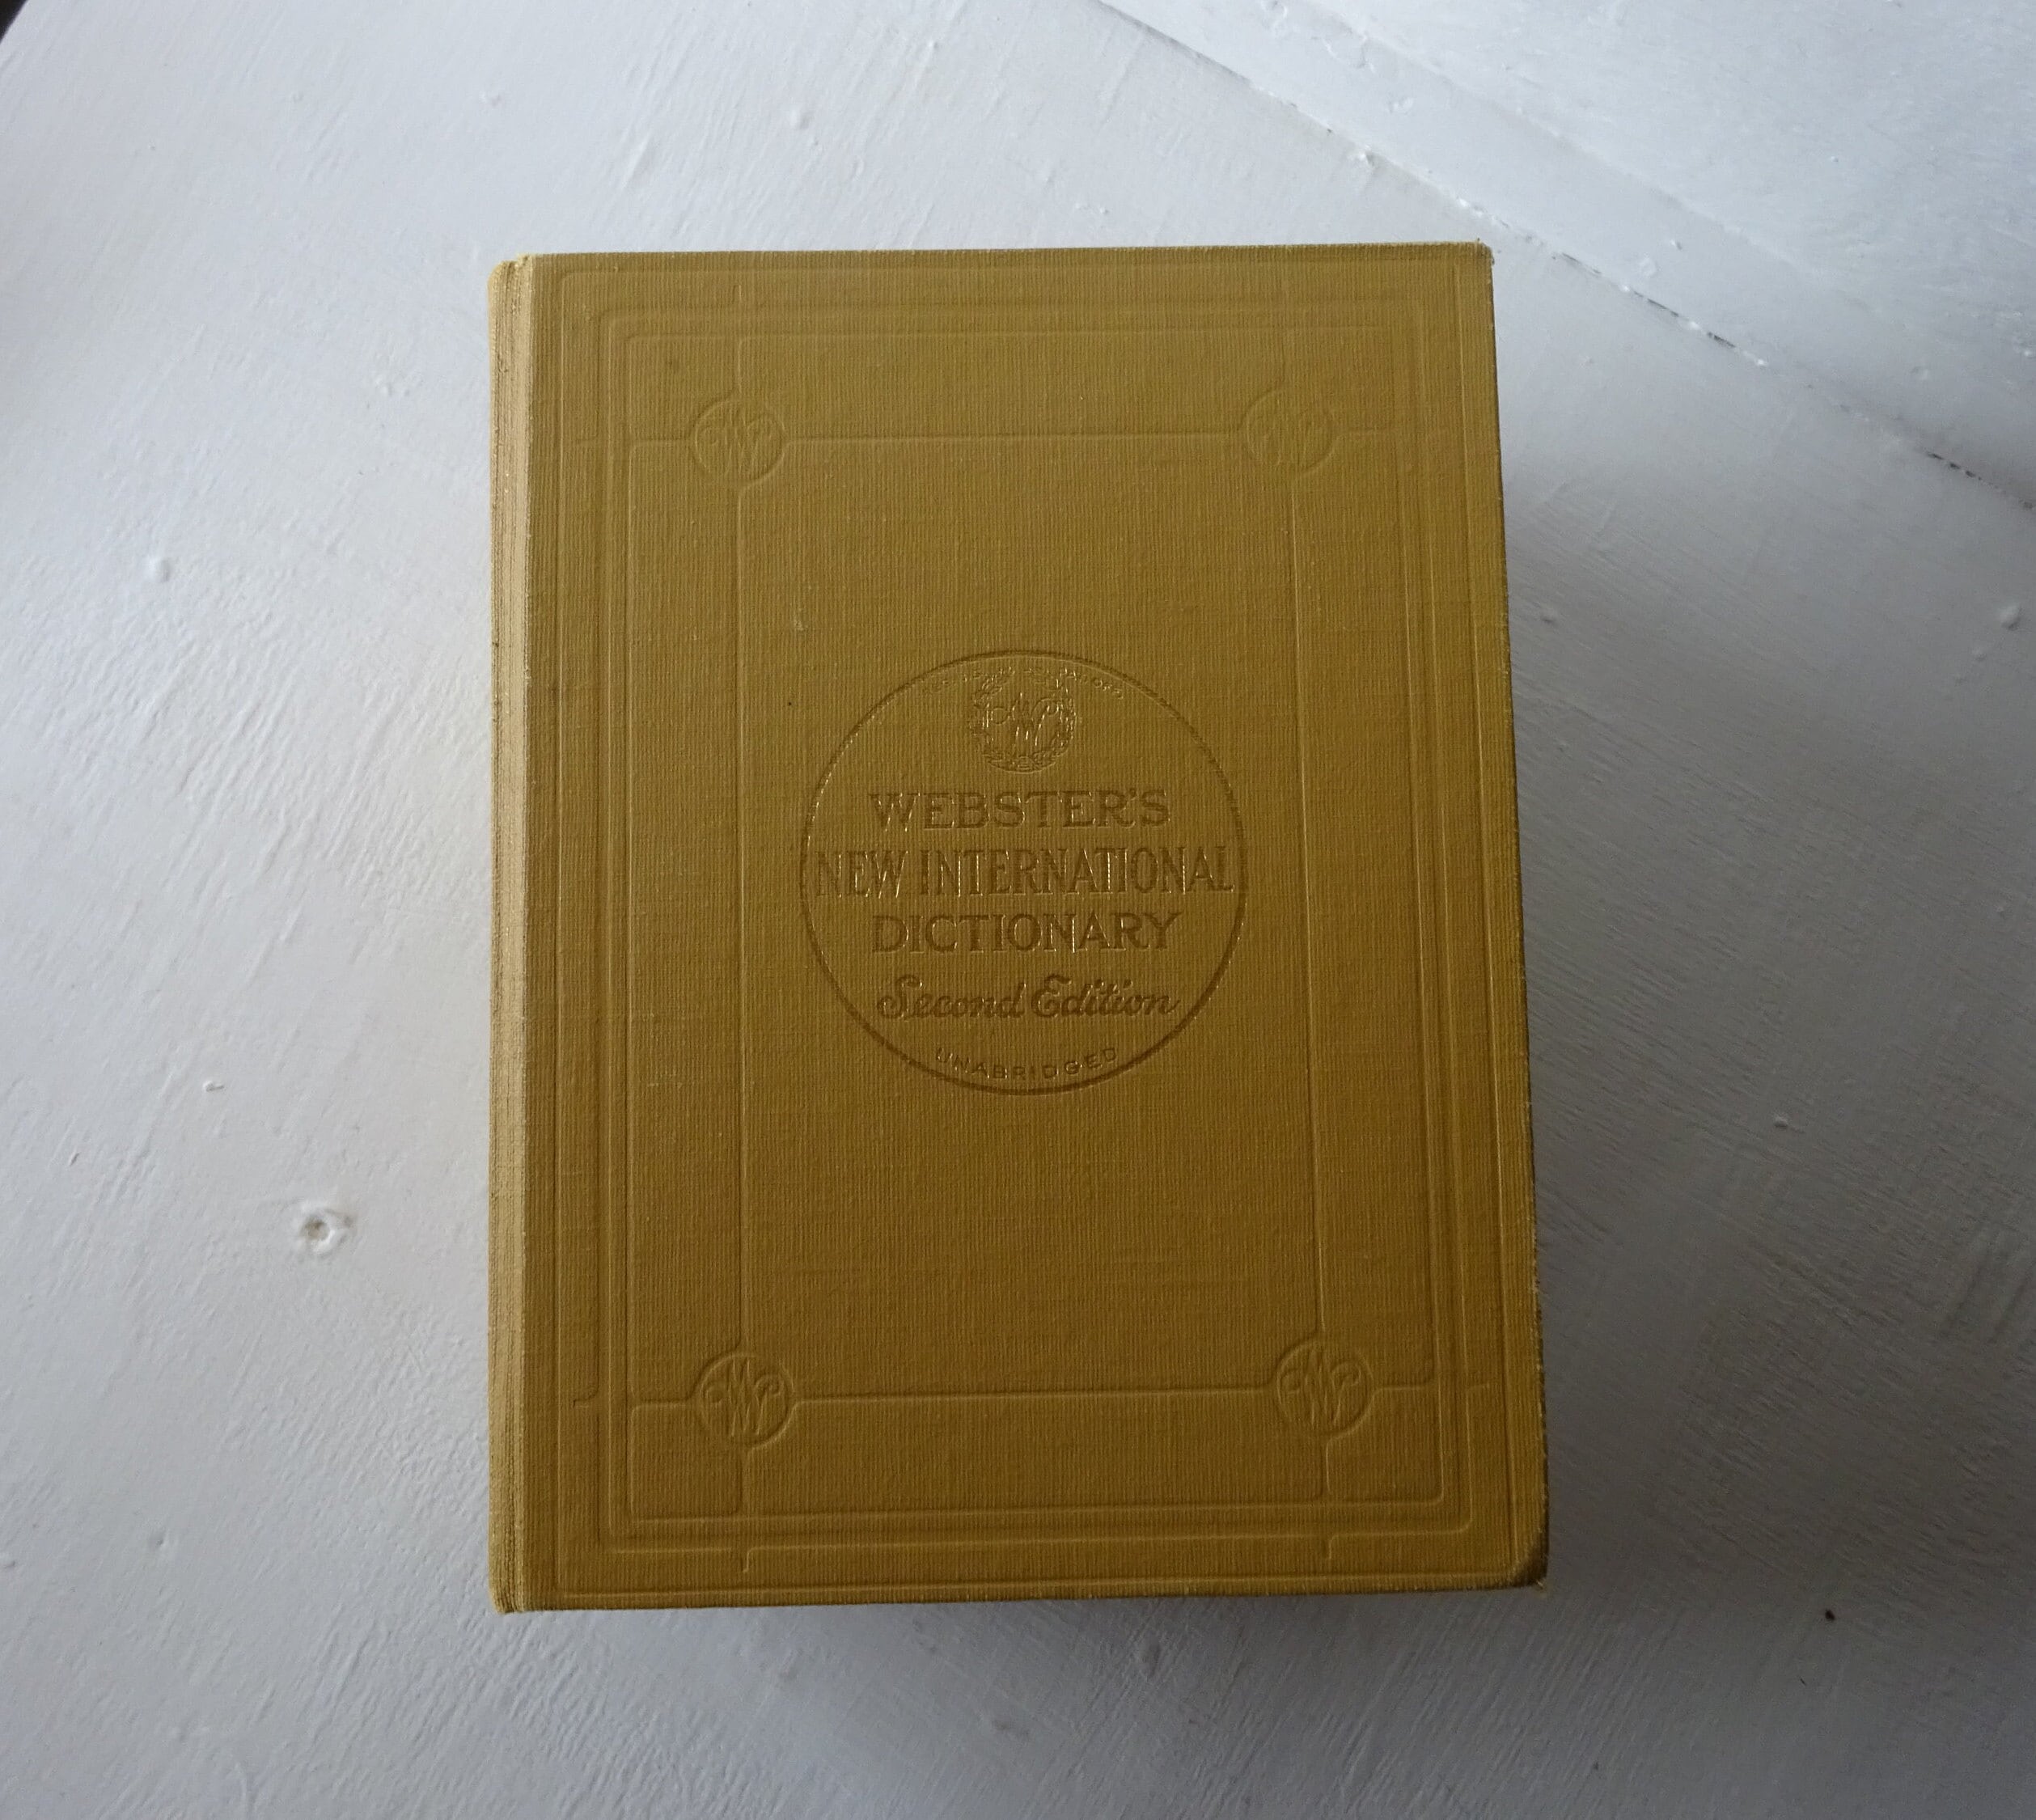 WEBSTER'S
NEW INTERNATIONAL
DICTIONARY
Second Edition
UNABRIDGED
W
W
W
W
W